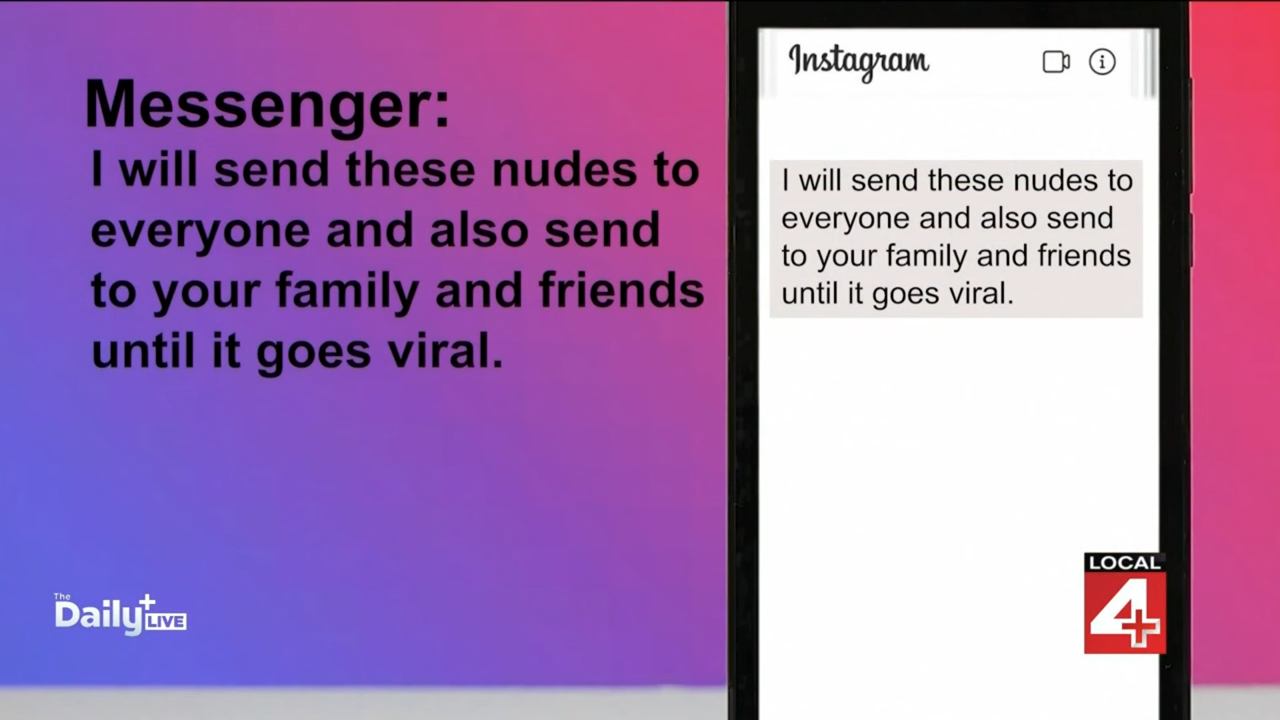 Messenger:
I will send these nudes to
everyone and also send
to your family and friends
until it goes viral.
Instagram
I will send these nudes to
everyone and also send
to your family and friends
until it goes viral.
The
Daily+
LIVE
LOCAL
4+